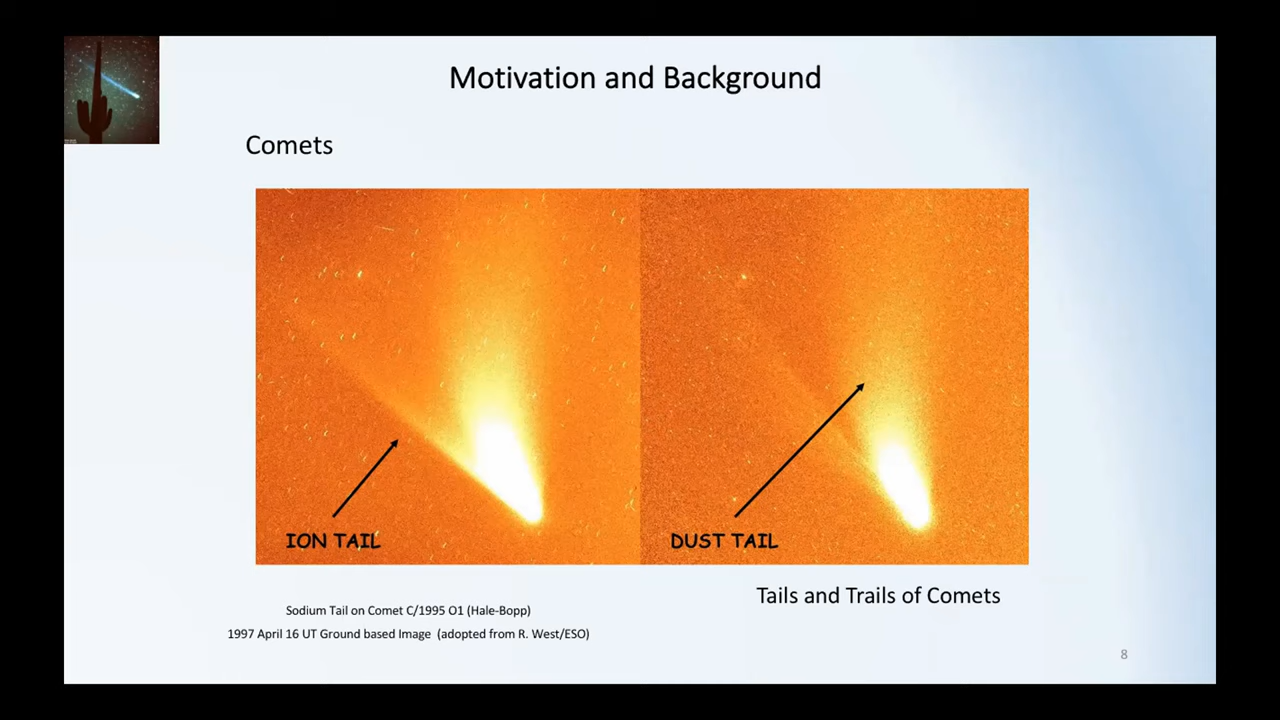 Motivation and Background
Comets
ION TAIL
DUST TAIL
Tails and Trails of Comets
Sodium Tail on Comet C/1995 O1 (Hale-Bopp)
1997 April 16 UT Ground based Image (adopted from R. West/ESO)
8